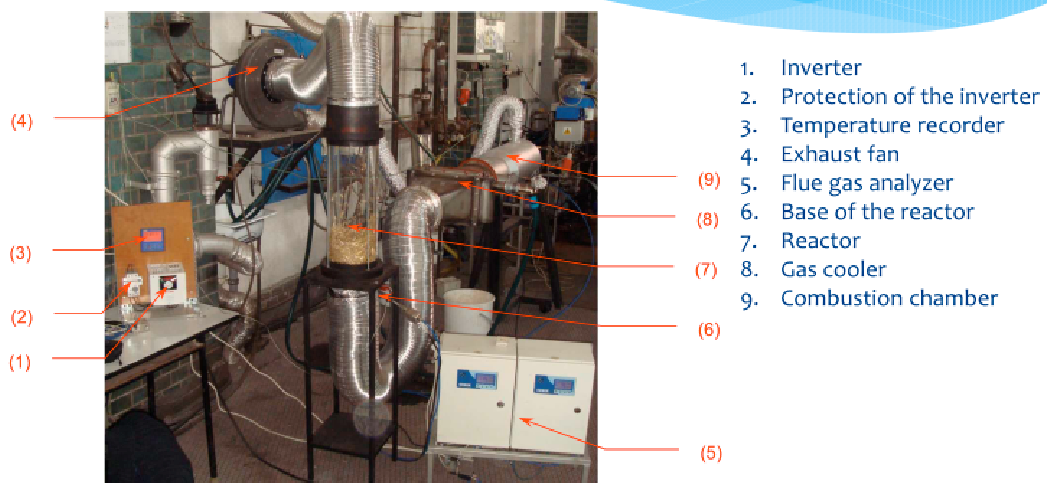 (4)
(3)
(2)
(1)
(9)
(8)
(7)
(6)
(5)
1. Inverter
2. Protection of the inverter
3. Temperature recorder
4. Exhaust fan
5. Flue gas analyzer
6. Base of the reactor
7. Reactor
8. Gas cooler
9. Combustion chamber